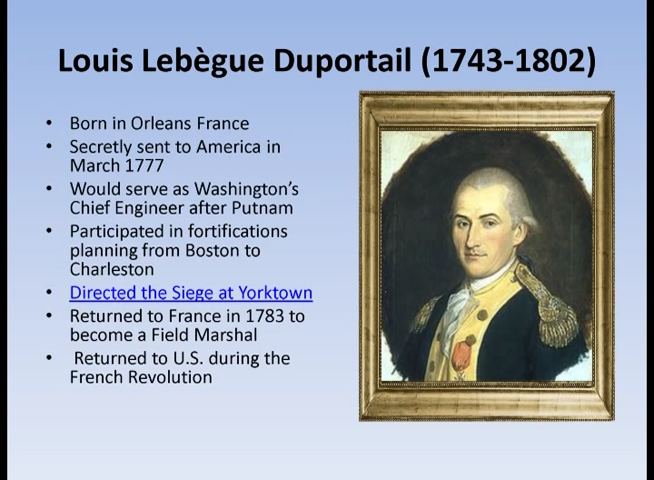 Louis Lebègue Duportail (1743-1802)
• Born in Orleans France
• Secretly sent to America in
March 1777
• Would serve as Washington's
Chief Engineer after Putnam
• Participated in fortifications
planning from Boston to
Charleston
• Directed the Siege at Yorktown
• Returned to France in 1783 to
become a Field Marshal
• Returned to U.S. during the
French Revolution